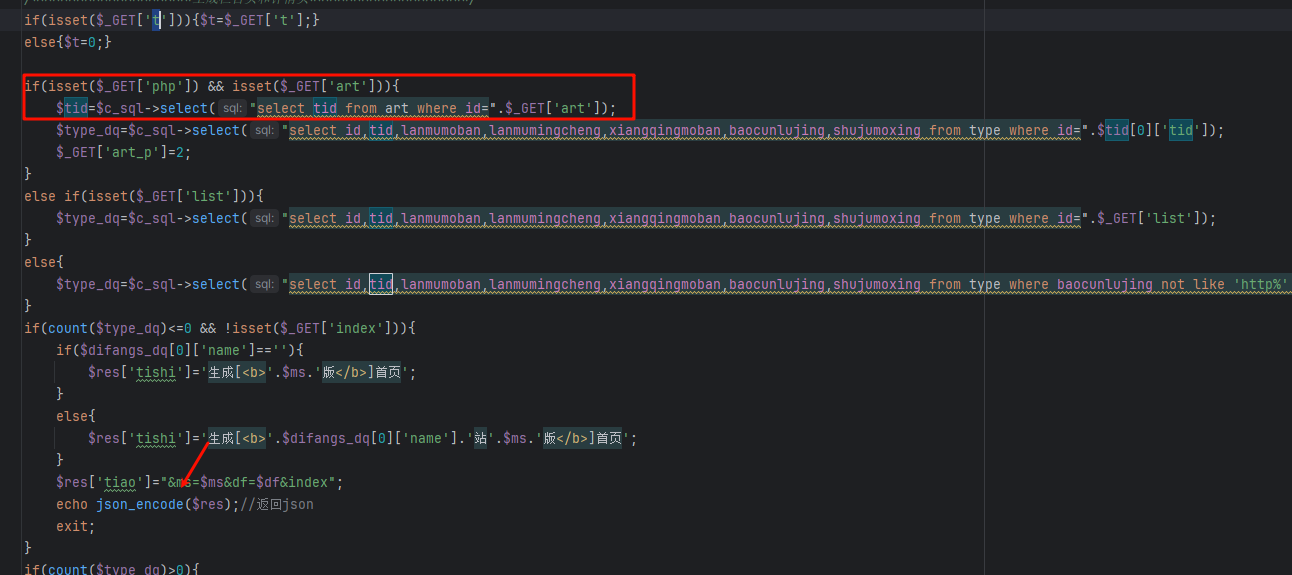 if(isset($_GET['t'])){$t=$_GET['t'];}
else{$t=0;}
if(isset($_GET['php']) && isset($_GET['art'])){
$tid=$c_sql->select( sql: "select tid from art where id=".$_GET['art']);
$type_dq=$c_sql->select( sql: "select id,tid,lanmumoban,lanmumingcheng,xiangqingmoban,baocunlujing,shujumoxing from type where id=".$tid[0]['tid']);
$_GET['art_p']=2;
}
else if(isset($_GET['list'])){
$type_dq=$c_sql->select( sql: "select id,tid,lanmumoban,lanmumingcheng,xiangqingmoban,baocunlujing,shujumoxing from type where id=".$_GET['list']);
}
else{
$type_dq=$c_sql->select( sql: "select id,tid,lanmumoban,lanmumingcheng,xiangqingmoban,baocunlujing,shujumoxing from type where baocunlujing not like 'http%'
}
if(count($type_dq)<=0 && !isset($_GET['index'])){
if($difangs_dq[0]['name']==''){
$res['tishi']='生成[<b>'.$ms.'版</b>]首页';
}
else{
$res['tishi']='生成[<b>'.$difangs_dq[0]['name'].'站'.$ms.'版</b>]首页';
}
$res['tiao']="&ms=$ms&df=$df&index";
echo json_encode($res);//返回json
exit;
}
if(count($type_dq)>0){